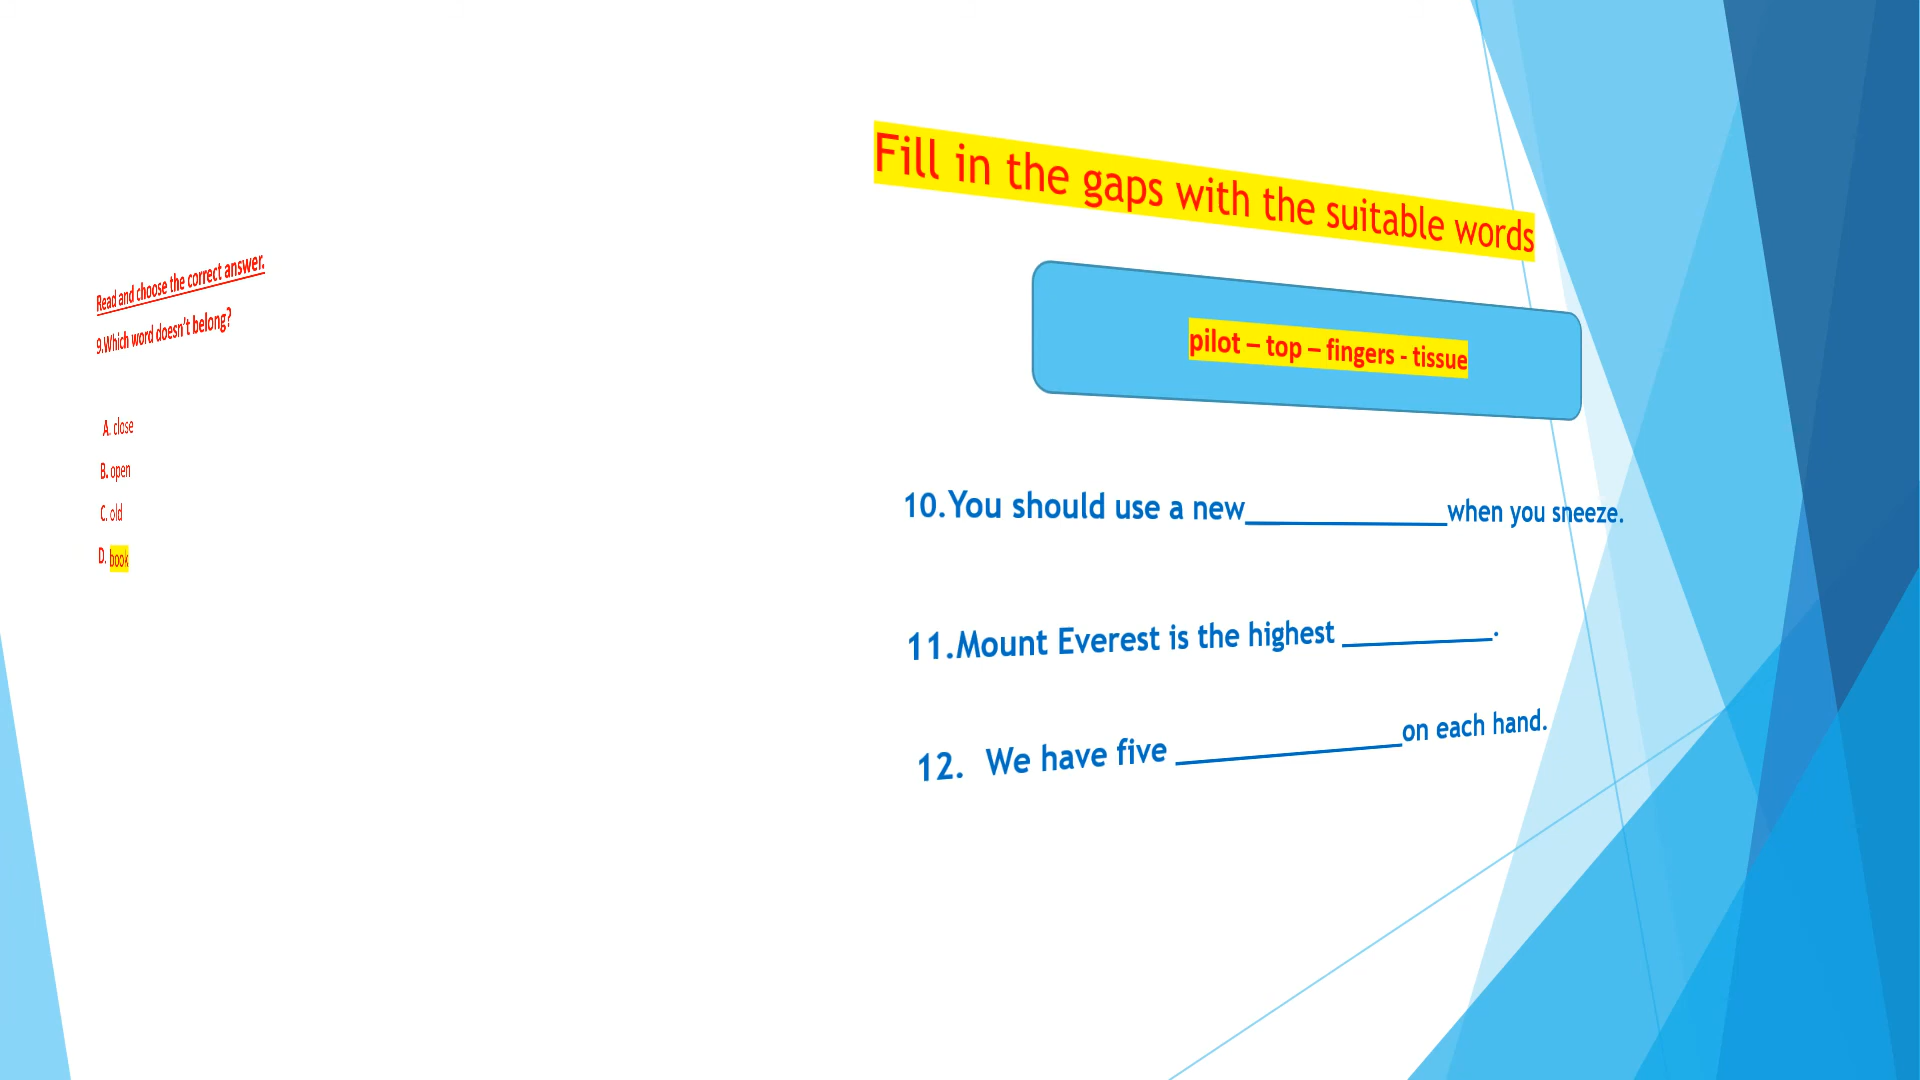 Read and choose the correct answer.
9.Which word doesn't belong?
A. close
B. open
C. old
D. book
Fill in the gaps with the suitable words
pilot – top – fingers - tissue
10.You should use a new____________when you sneeze.
11.Mount Everest is the highest _________.
12. We have five ______________on each hand.